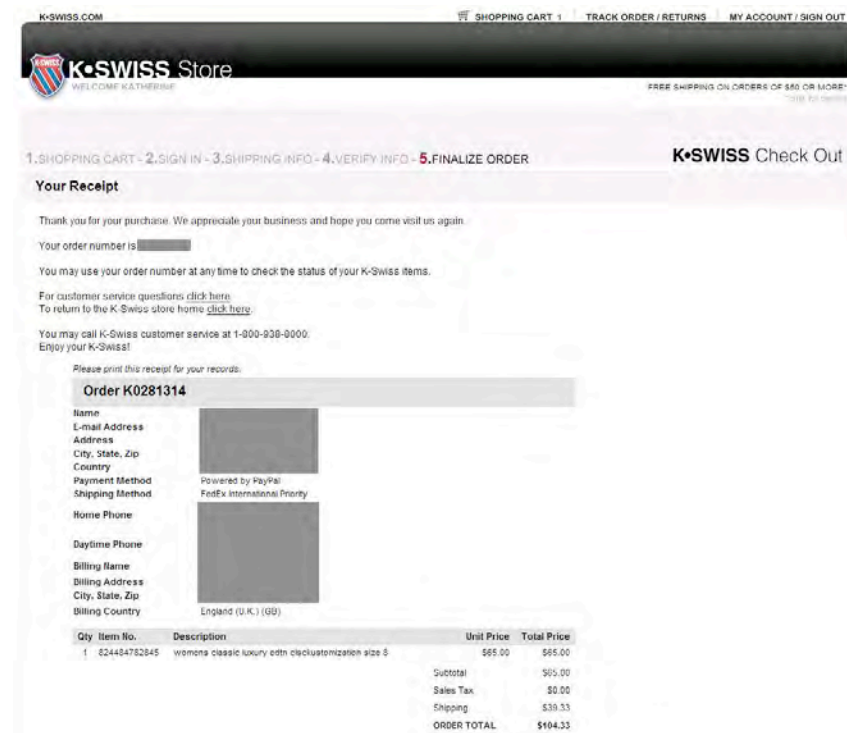 K•SWISS.COM SHOPPING CART 1 TRACK ORDER / RETURNS MY ACCOUNT / SIGN OUT
K•SWISS Store
WELCOME KATHERINE
FREE SHIPPING ON ORDERS OF $50 OR MORE*
1.SHOPPING CART - 2.SIGN IN - 3.SHIPPING INFO - 4.VERIFY INFO - 5.FINALIZE ORDER K•SWISS Check Out
Your Receipt
Thank you for your purchase. We appreciate your business and hope you come visit us again.
Your order number is
You may use your order number at any time to check the status of your K-Swiss items.
For customer service questions click here
To return to the K-Swiss store home click here.
You may call K-Swiss customer service at 1-800-938-8000.
Enjoy your K-Swiss!
Please print this receipt for your records.
Order K0281314
Name
E-mail Address
Address
City, State, Zip
Country
Payment Method Powered by PayPal
Shipping Method FedEx International Priority
Home Phone
Daytime Phone
Billing Name
Billing Address
City, State, Zip
Billing Country England (U.K.) (GB)
Qty Item No. Description Unit Price Total Price
1 824484782845 womens classic luxury edtn clackustomization size 8 $65.00 $65.00
Subtotal $65.00
Sales Tax $0.00
Shipping $39.33
ORDER TOTAL $104.33